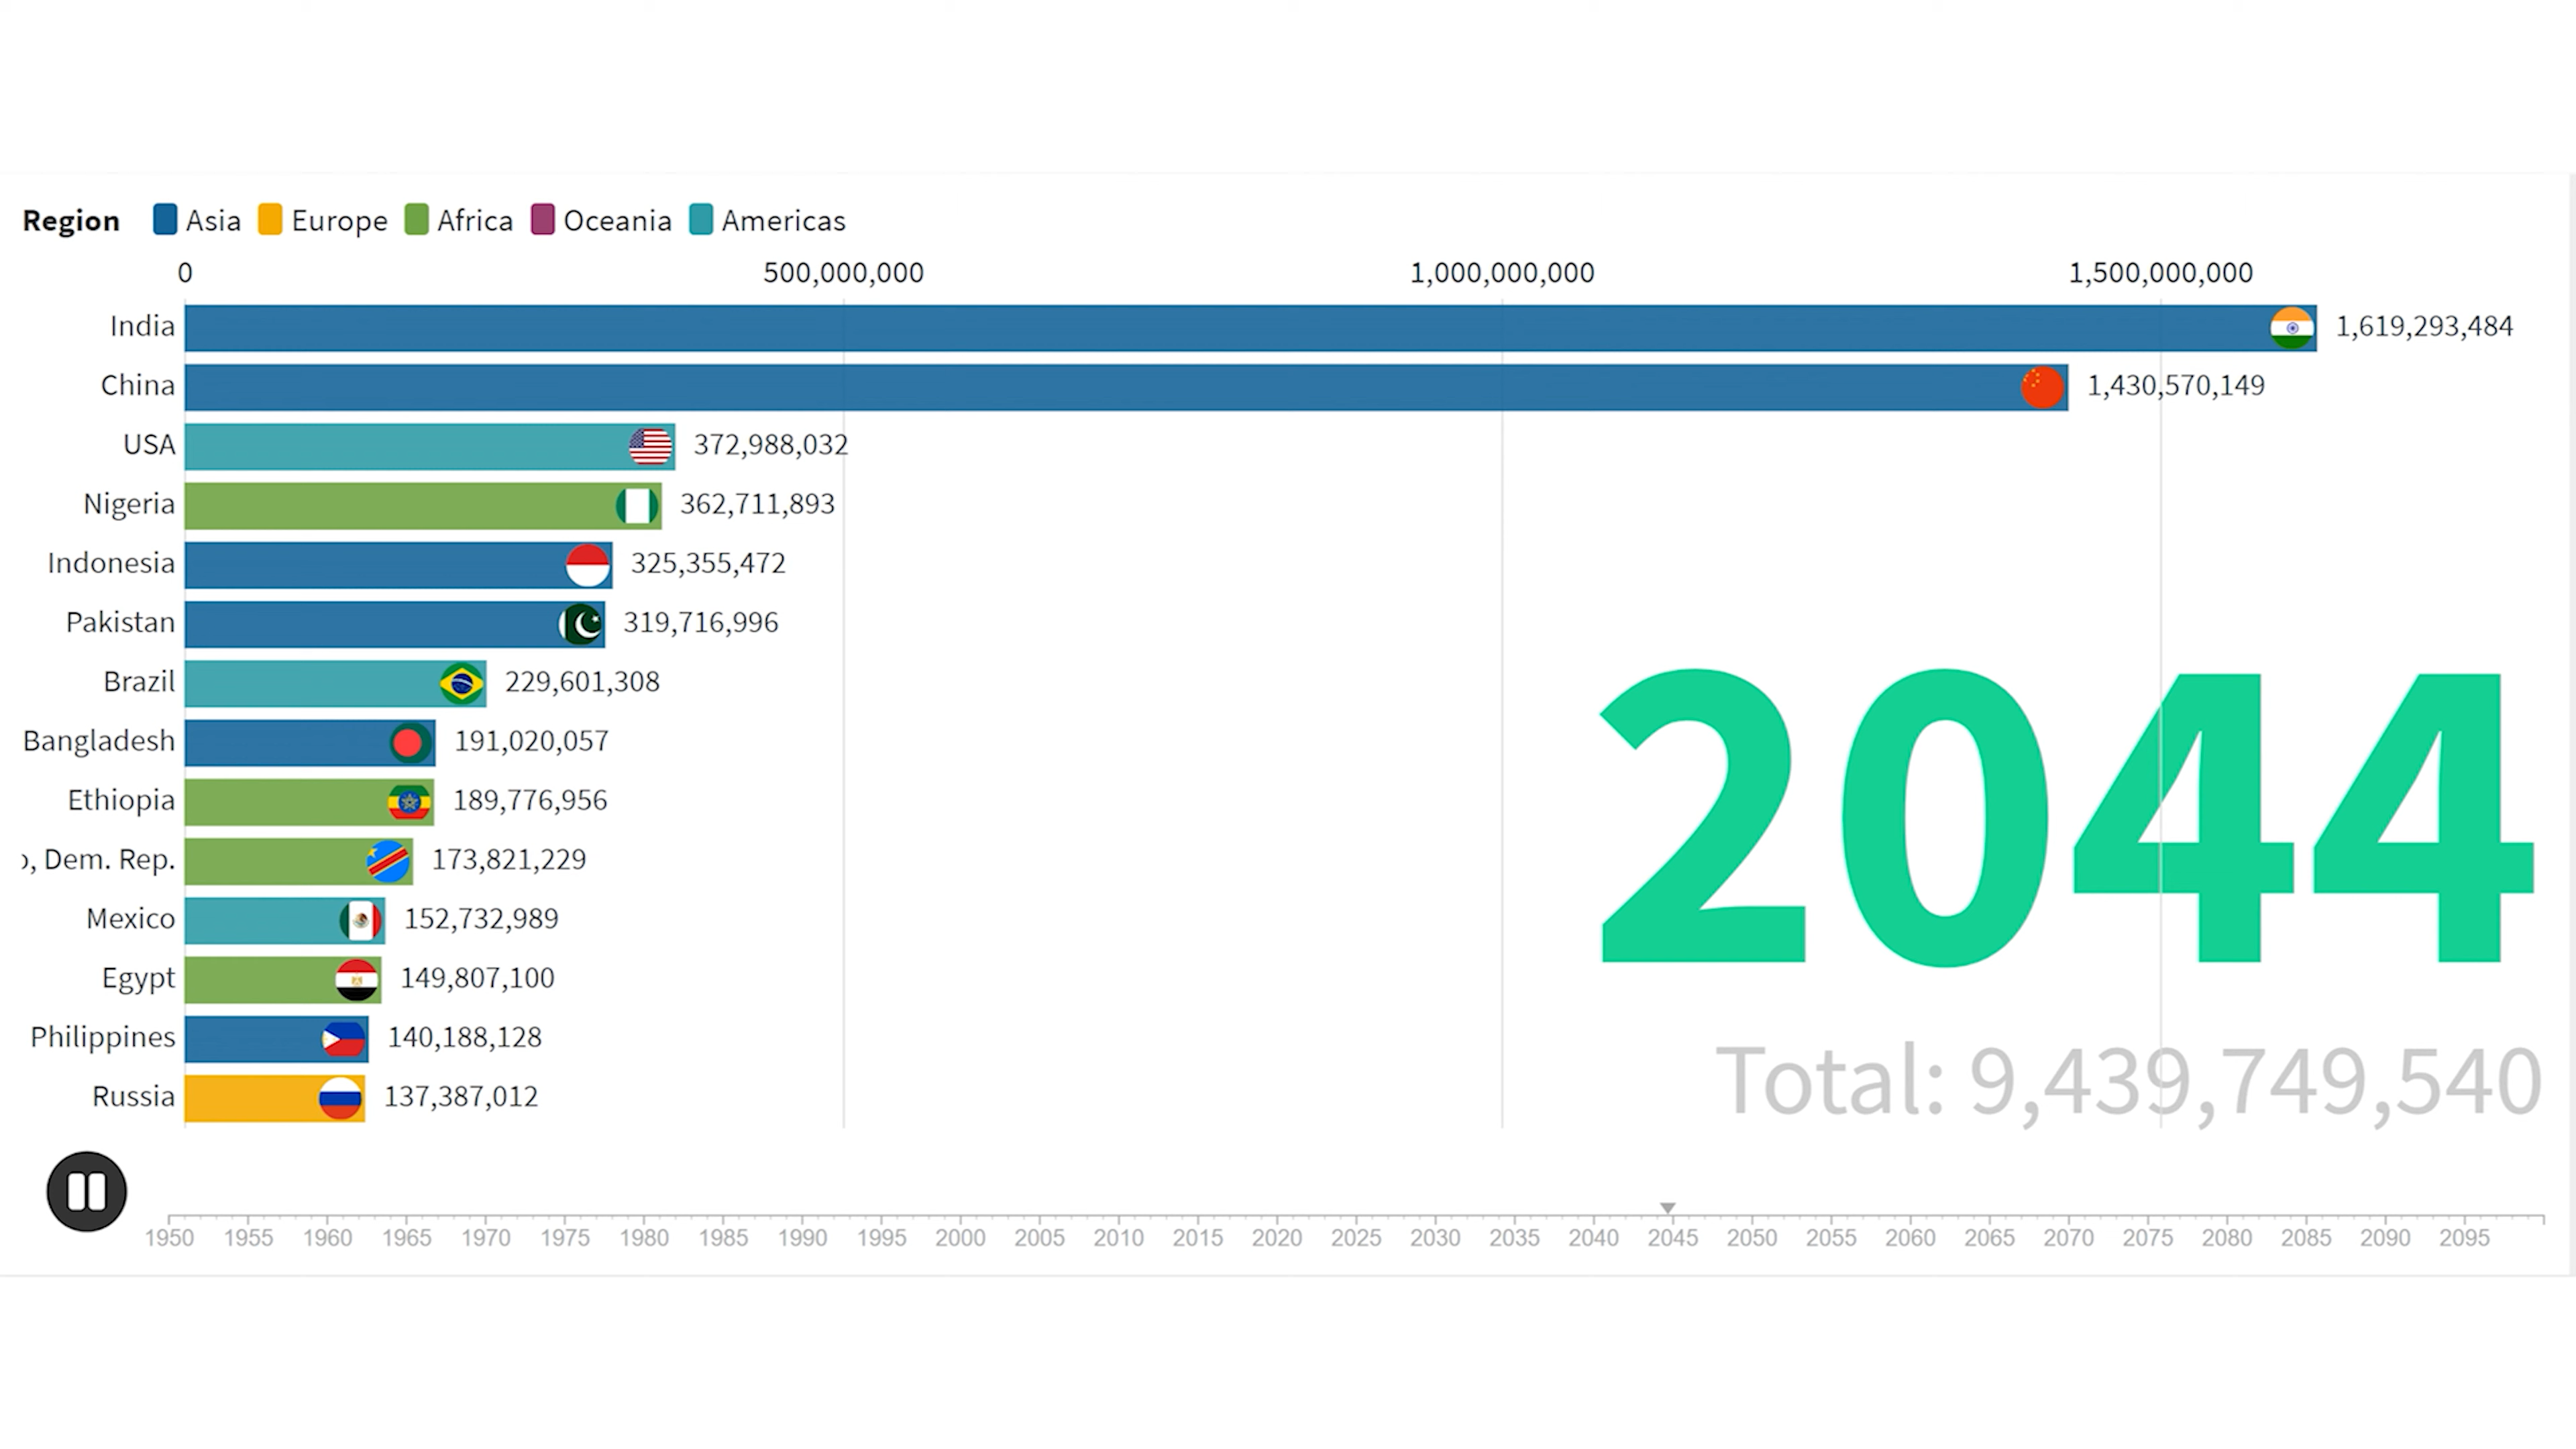 Region Asia Europe Africa Oceania Americas
0 500,000,000 1,000,000,000 1,500,000,000
India 1,619,293,484
China 1,430,570,149
USA 372,988,032
Nigeria 362,711,893
Indonesia 325,355,472
Pakistan 319,716,996
Brazil 229,601,308
Bangladesh 191,020,057
Ethiopia 189,776,956
, Dem. Rep. 173,821,229
Mexico 152,732,989
Egypt 149,807,100
Philippines 140,188,128
Russia 137,387,012
2044
Total: 9,439,749,540
1950 1955 1960 1965 1970 1975 1980 1985 1990 1995 2000 2005 2010 2015 2020 2025 2030 2035 2040 2045 2050 2055 2060 2065 2070 2075 2080 2085 2090 2095